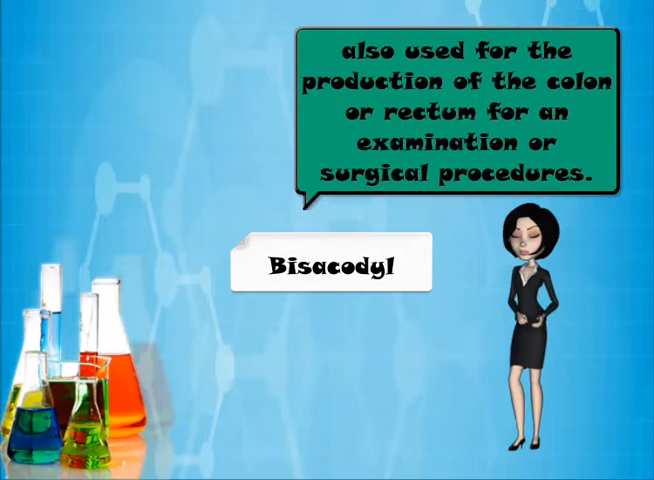 also used for the
production of the colon
or rectum for an
examination or
surgical procedures.
Bisacodyl